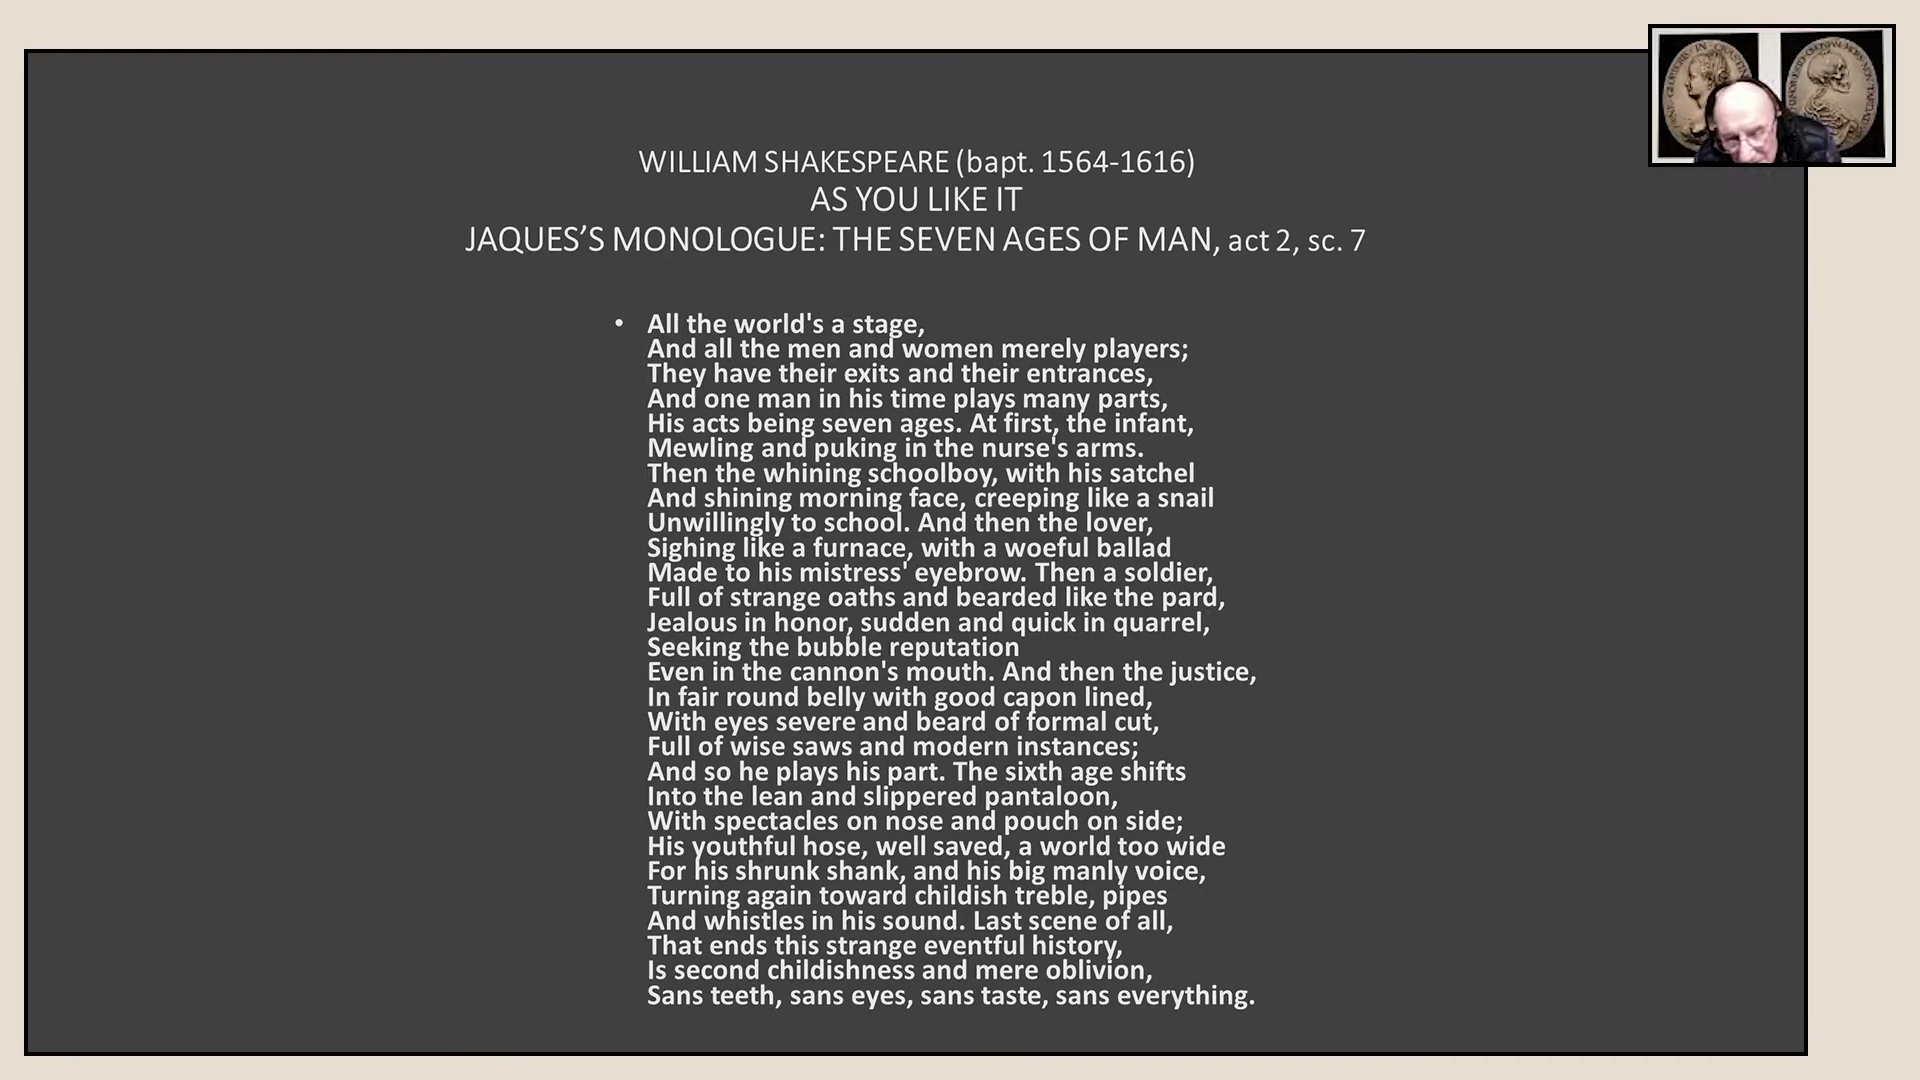 WILLIAM SHAKESPEARE (bapt. 1564-1616)
AS YOU LIKE IT
JAQUES’S MONOLOGUE: THE SEVEN AGES OF MAN, act 2, sc. 7
• All the world's a stage,
And all the men and women merely players;
They have their exits and their entrances,
And one man in his time plays many parts,
His acts being seven ages. At first, the infant,
Mewling and puking in the nurse's arms.
Then the whining schoolboy, with his satchel
And shining morning face, creeping like a snail
Unwillingly to school. And then the lover,
Sighing like a furnace, with a woeful ballad
Made to his mistress' eyebrow. Then a soldier,
Full of strange oaths and bearded like the pard,
Jealous in honor, sudden and quick in quarrel,
Seeking the bubble reputation
Even in the cannon's mouth. And then the justice,
In fair round belly with good capon lined,
With eyes severe and beard of formal cut,
Full of wise saws and modern instances;
And so he plays his part. The sixth age shifts
Into the lean and slippered pantaloon,
With spectacles on nose and pouch on side;
His youthful hose, well saved, a world too wide
For his shrunk shank, and his big manly voice,
Turning again toward childish treble, pipes
And whistles in his sound. Last scene of all,
That ends this strange eventful history,
Is second childishness and mere oblivion,
Sans teeth, sans eyes, sans taste, sans everything.